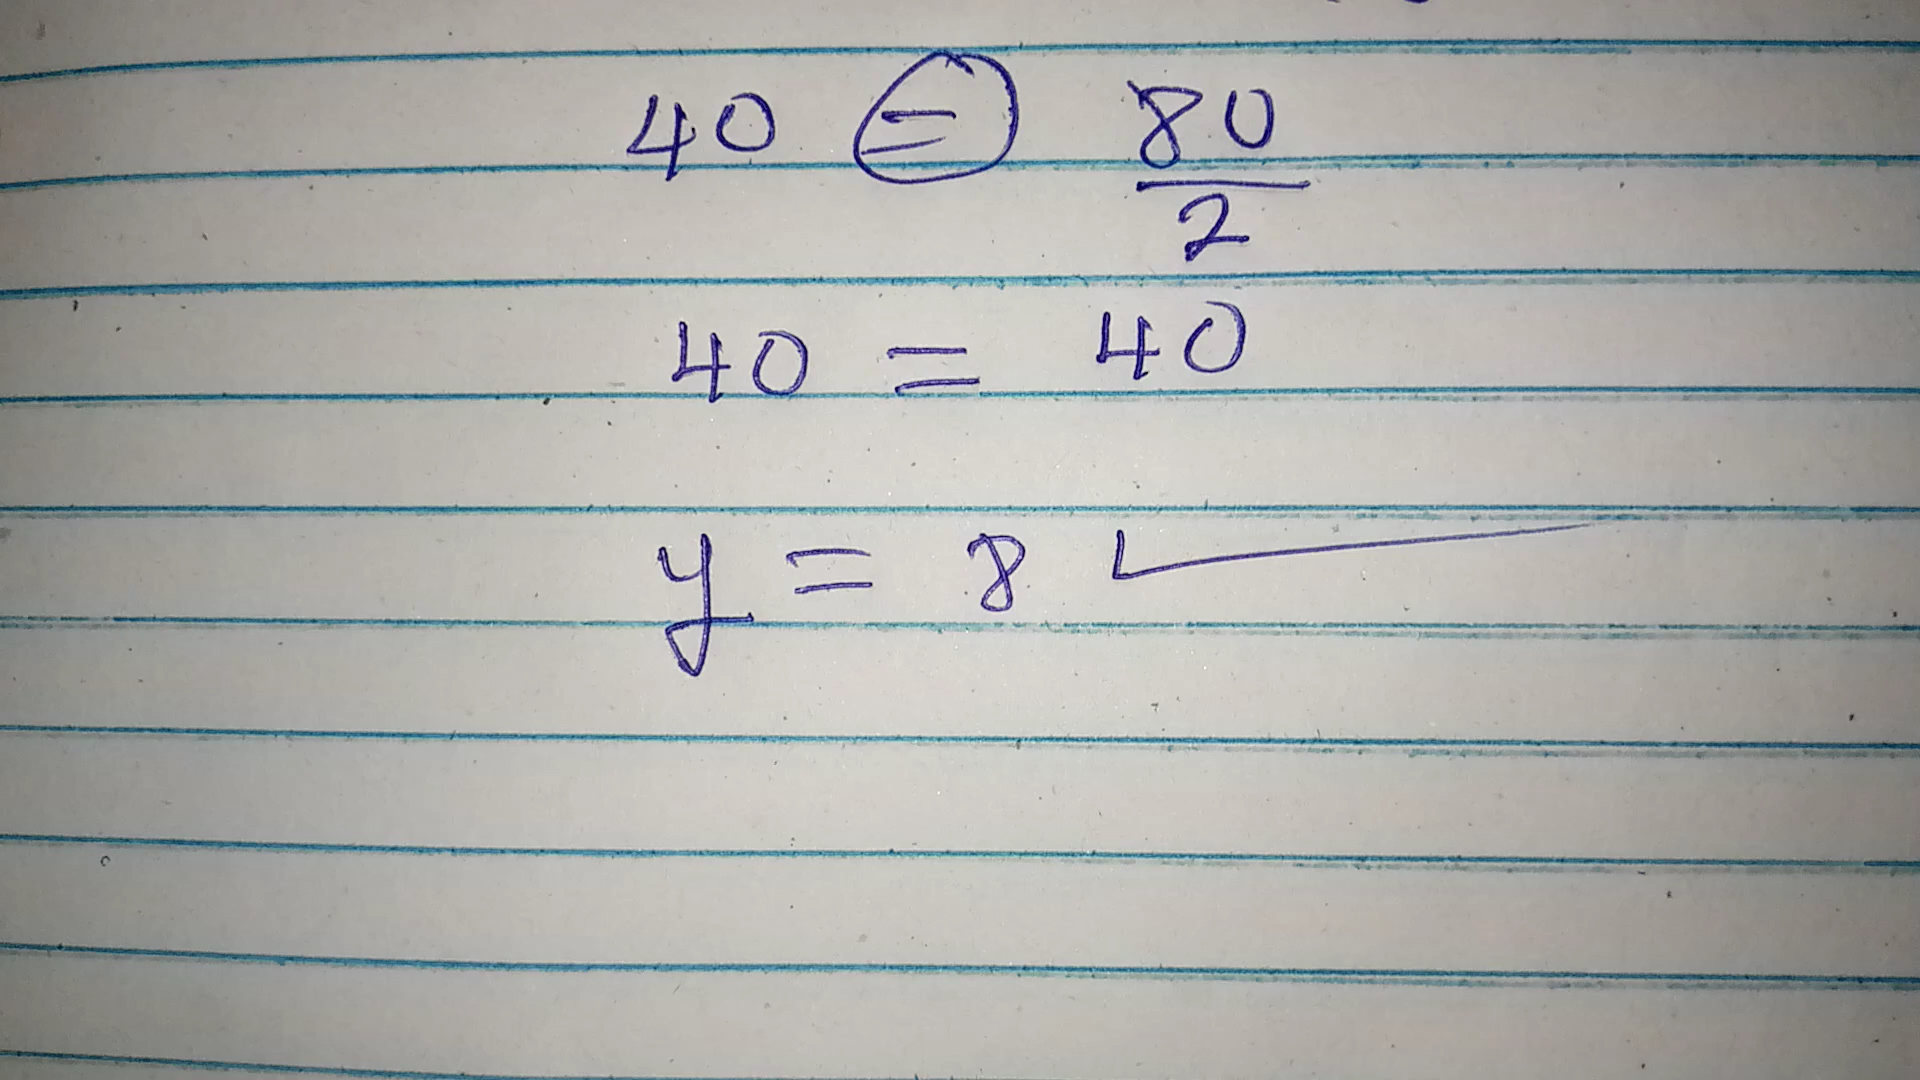 40 = 80/2
40 = 40
y = 8 ✓